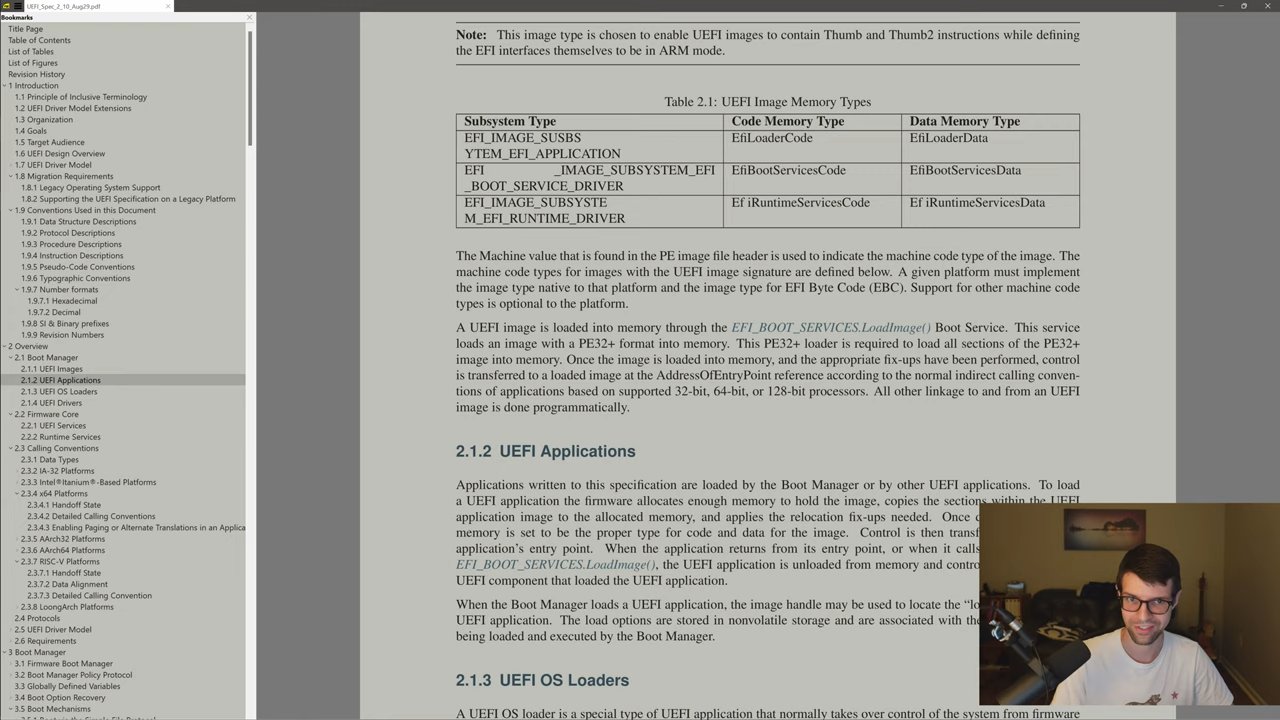 UEFI_Spec_2_10_Aug29.pdf
Bookmarks
Title Page
Table of Contents
List of Tables
List of Figures
Revision History
1 Introduction
1.1 Principle of Inclusive Terminology
1.2 UEFI Driver Model Extensions
1.3 Organization
1.4 Goals
1.5 Target Audience
1.6 UEFI Design Overview
1.7 UEFI Driver Model
1.8 Migration Requirements
1.8.1 Legacy Operating System Support
1.8.2 Supporting the UEFI Specification on a Legacy Platform
1.9 Conventions Used in this Document
1.9.1 Data Structure Descriptions
1.9.2 Protocol Descriptions
1.9.3 Procedure Descriptions
1.9.4 Instruction Descriptions
1.9.5 Pseudo-Code Conventions
1.9.6 Typographic Conventions
1.9.7 Number formats
1.9.7.1 Hexadecimal
1.9.7.2 Decimal
1.9.8 SI & Binary prefixes
1.9.9 Revision Numbers
2 Overview
2.1 Boot Manager
2.1.1 UEFI Images
2.1.2 UEFI Applications
2.1.3 UEFI OS Loaders
2.1.4 UEFI Drivers
2.2 Firmware Core
2.2.1 UEFI Services
2.2.2 Runtime Services
2.3 Calling Conventions
2.3.1 Data Types
2.3.2 IA-32 Platforms
2.3.3 Intel®Itanium®-Based Platforms
2.3.4 x64 Platforms
2.3.4.1 Handoff State
2.3.4.2 Detailed Calling Conventions
2.3.4.3 Enabling Paging or Alternate Translations in an Applica
2.3.5 AArch32 Platforms
2.3.6 AArch64 Platforms
2.3.7 RISC-V Platforms
2.3.7.1 Handoff State
2.3.7.2 Data Alignment
2.3.7.3 Detailed Calling Convention
2.3.8 LoongArch Platforms
2.4 Protocols
2.5 UEFI Driver Model
2.6 Requirements
3 Boot Manager
3.1 Firmware Boot Manager
3.2 Boot Manager Policy Protocol
3.3 Globally Defined Variables
3.4 Boot Option Recovery
3.5 Boot Mechanisms
Note: This image type is chosen to enable UEFI images to contain Thumb and Thumb2 instructions while defining
the EFI interfaces themselves to be in ARM mode.
Table 2.1: UEFI Image Memory Types
Subsystem Type Code Memory Type Data Memory Type
EFI_IMAGE_SUSBS EfiLoaderCode EfiLoaderData
YTEM_EFI_APPLICATION
EFI _IMAGE_SUBSYSTEM_EFI EfiBootServicesCode EfiBootServicesData
_BOOT_SERVICE_DRIVER
EFI_IMAGE_SUBSYSTE Ef iRuntimeServicesCode Ef iRuntimeServicesData
M_EFI_RUNTIME_DRIVER
The Machine value that is found in the PE image file header is used to indicate the machine code type of the image. The
machine code types for images with the UEFI image signature are defined below. A given platform must implement
the image type native to that platform and the image type for EFI Byte Code (EBC). Support for other machine code
types is optional to the platform.
A UEFI image is loaded into memory through the EFI_BOOT_SERVICES.LoadImage() Boot Service. This service
loads an image with a PE32+ format into memory. This PE32+ loader is required to load all sections of the PE32+
image into memory. Once the image is loaded into memory, and the appropriate fix-ups have been performed, control
is transferred to a loaded image at the AddressOfEntryPoint reference according to the normal indirect calling conven-
tions of applications based on supported 32-bit, 64-bit, or 128-bit processors. All other linkage to and from an UEFI
image is done programmatically.
2.1.2 UEFI Applications
Applications written to this specification are loaded by the Boot Manager or by other UEFI applications. To load
a UEFI application the firmware allocates enough memory to hold the image, copies the sections within the UEFI
application image to the allocated memory, and applies the relocation fix-ups needed. Once
memory is set to be the proper type for code and data for the image. Control is then
application's entry point. When the application returns from its entry point, or when it calls
EFI_BOOT_SERVICES.LoadImage(), the UEFI application is unloaded from memory and
UEFI component that loaded the UEFI application.
When the Boot Manager loads a UEFI application, the image handle may be used to locate the
UEFI application. The load options are stored in nonvolatile storage and are associated with the
being loaded and executed by the Boot Manager.
2.1.3 UEFI OS Loaders
A UEFI OS loader is a special type of UEFI application that normally takes over control of the system from firmware